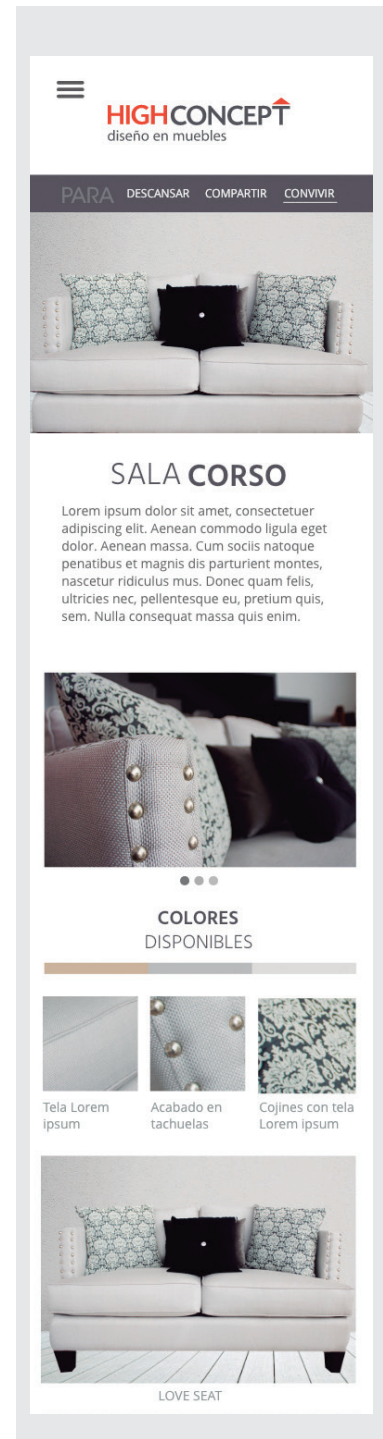 HIGHCONCEPT
diseño en muebles
PARA DESCANSAR COMPARTIR CONVIVIR
SALA CORSO
Lorem ipsum dolor sit amet, consectetuer
adipiscing elit. Aenean commodo ligula eget
dolor. Aenean massa. Cum sociis natoque
penatibus et magnis dis parturient montes,
nascetur ridiculus mus. Donec quam felis,
ultricies nec, pellentesque eu, pretium quis,
sem. Nulla consequat massa quis enim.
COLORES
DISPONIBLES
Tela Lorem
ipsum
Acabado en
tachuelas
Cojines con tela
Lorem ipsum
LOVE SEAT